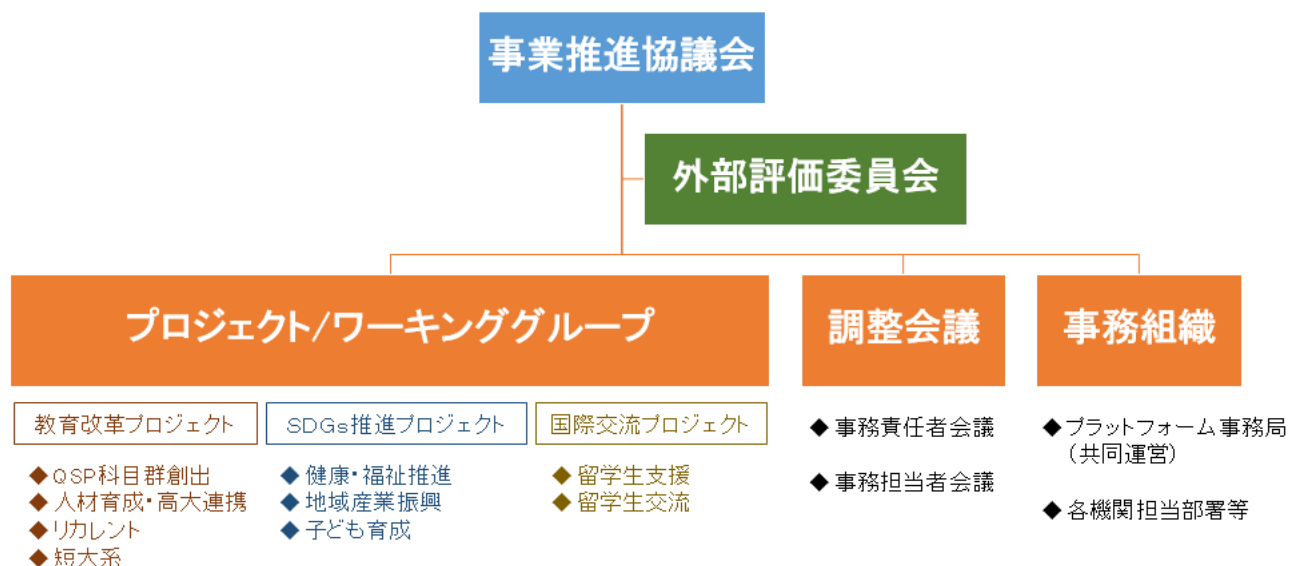 事業推進協議会
外部評価委員会
プロジェクト/ワーキンググループ
調整会議
事務組織
教育改革プロジェクト
◆QSP科目群創出
◆人材育成・高大連携
◆リカレント
◆短大系
SDGs推進プロジェクト
◆健康・福祉推進
◆地域産業振興
◆子ども育成
国際交流プロジェクト
◆留学生支援
◆留学生交流
◆事務責任者会議
◆事務担当者会議
◆プラットフォーム事務局
（共同運営）
◆各機関担当部署等